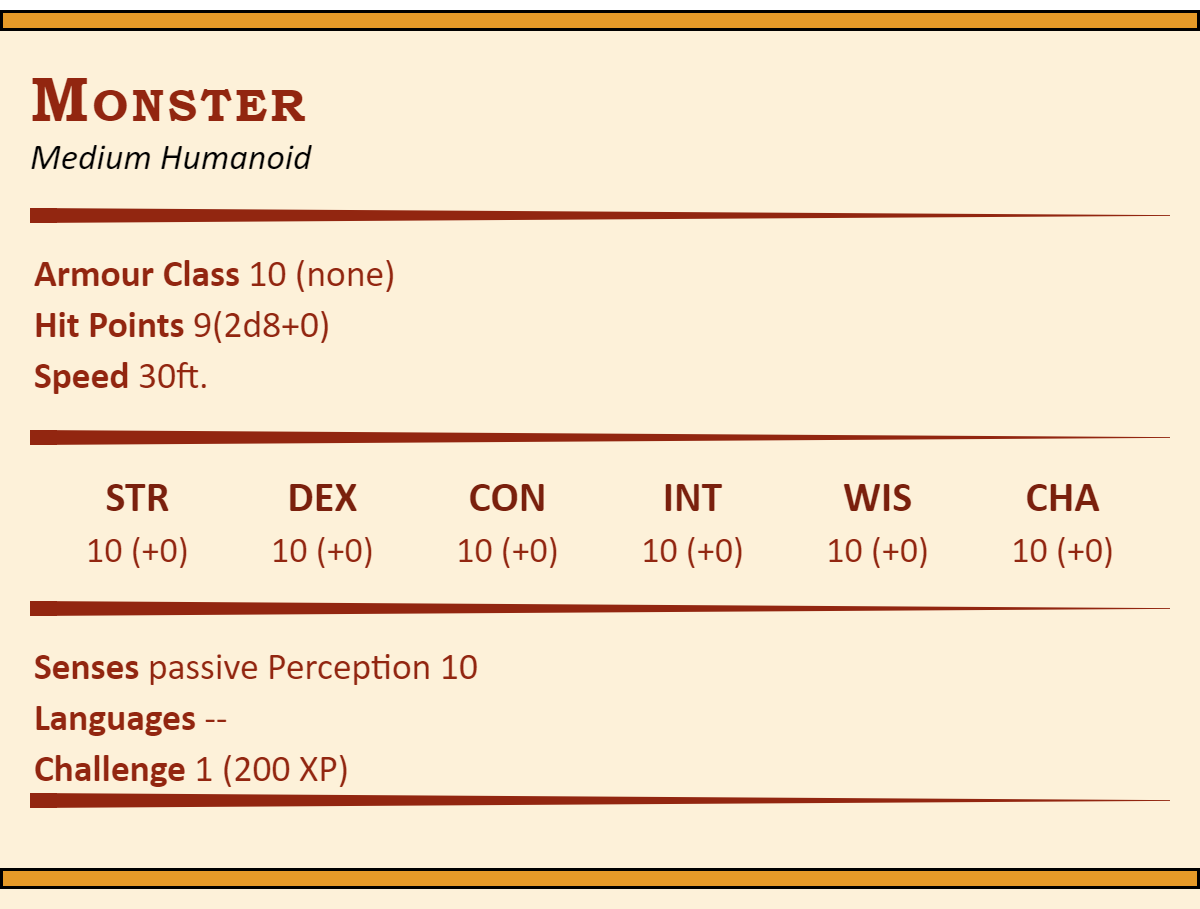 Monster
Medium Humanoid
Armour Class 10 (none)
Hit Points 9(2d8+0)
Speed 30ft.
STR DEX CON INT WIS CHA
10 (+0) 10 (+0) 10 (+0) 10 (+0) 10 (+0) 10 (+0)
Senses passive Perception 10
Languages --
Challenge 1 (200 XP)